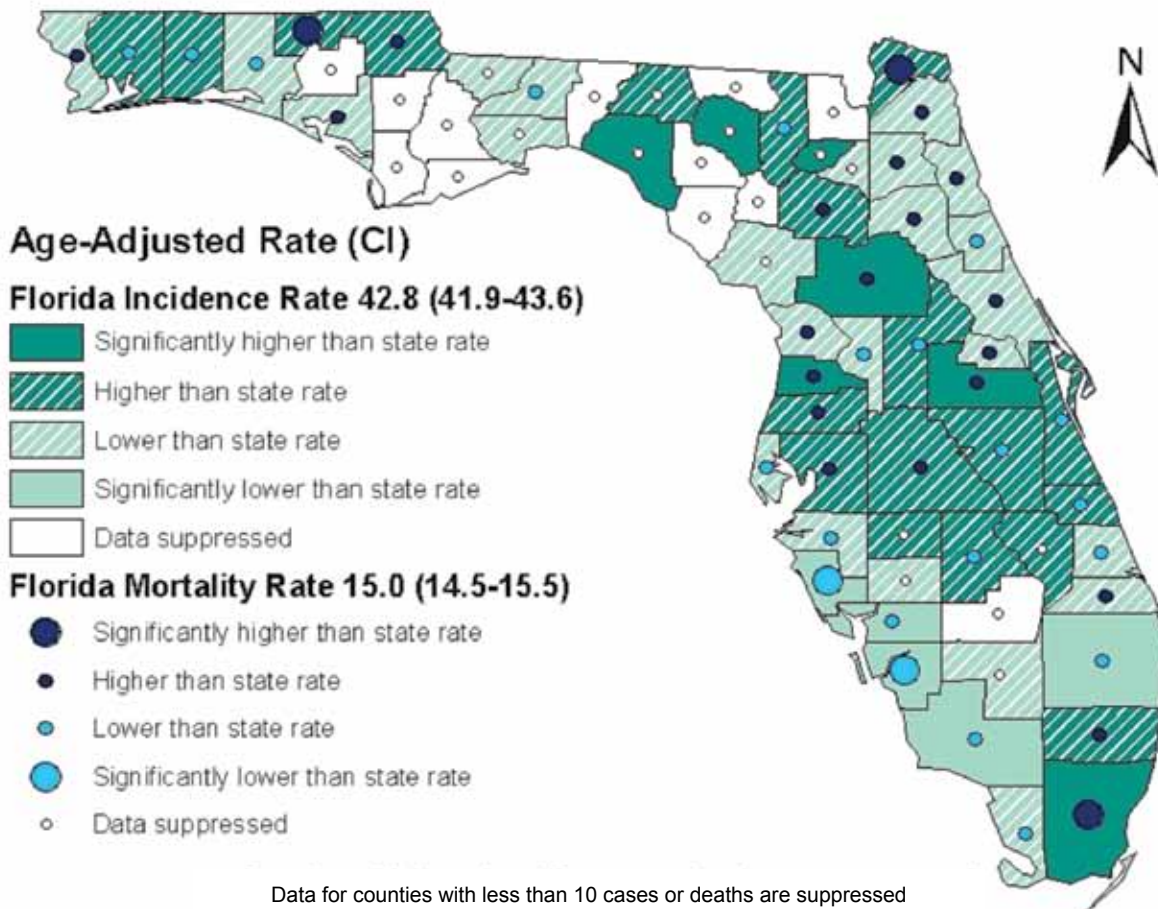 N
Age-Adjusted Rate (CI)
Florida Incidence Rate 42.8 (41.9-43.6)
Significantly higher than state rate
Higher than state rate
Lower than state rate
Significantly lower than state rate
Data suppressed
Florida Mortality Rate 15.0 (14.5-15.5)
Significantly higher than state rate
Higher than state rate
Lower than state rate
Significantly lower than state rate
Data suppressed
Data for counties with less than 10 cases or deaths are suppressed